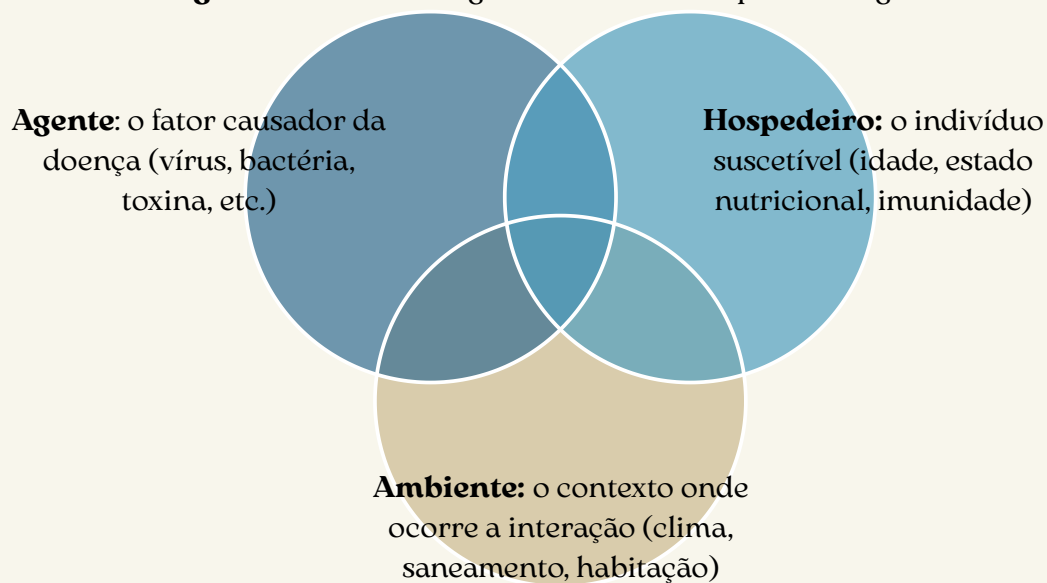 Agente: o fator causador da
doença (vírus, bactéria,
toxina, etc.)
Hospedeiro: o indivíduo
suscetível (idade, estado
nutricional, imunidade)
Ambiente: o contexto onde
ocorre a interação (clima,
saneamento, habitação)